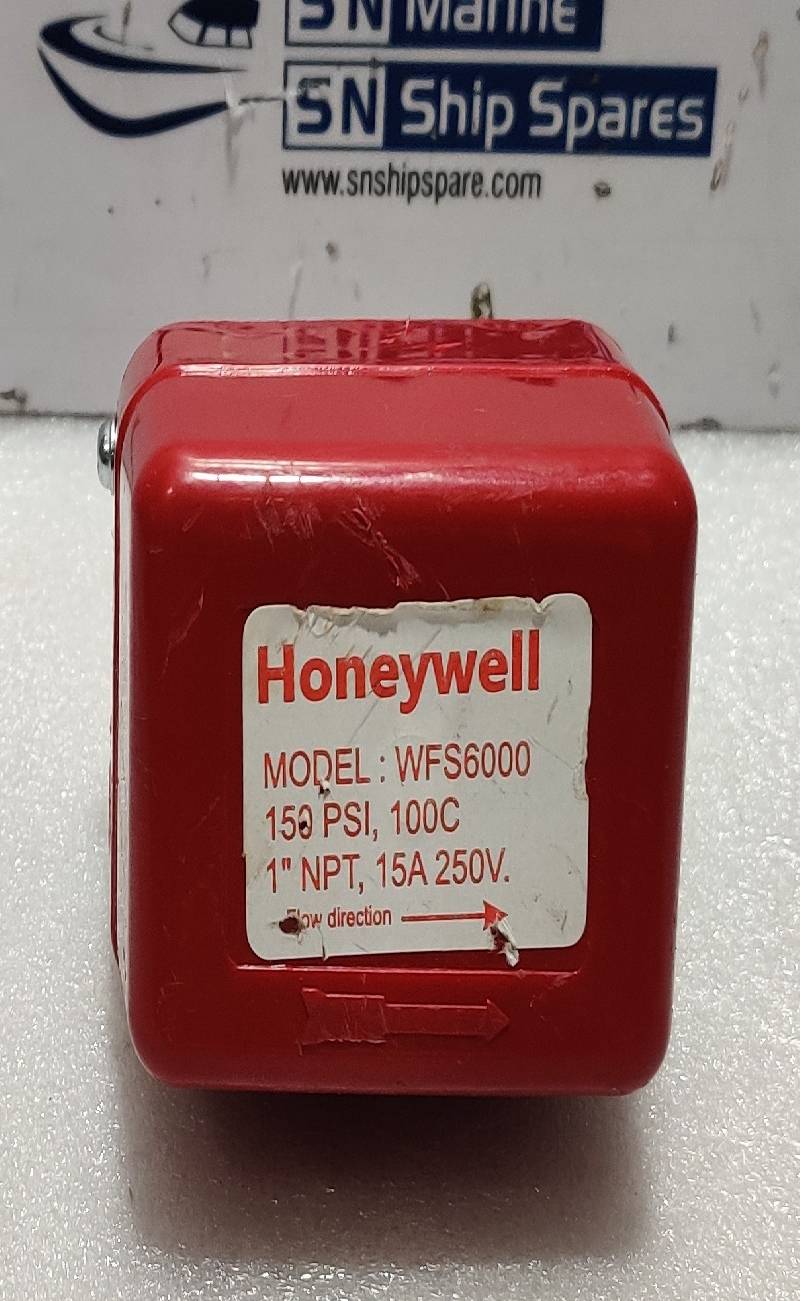 SN Marine
SN Ship Spares
www.snshipspare.com
Honeywell
MODEL : WFS6000
150 PSI, 100C
1" NPT, 15A 250V.
Flow direction